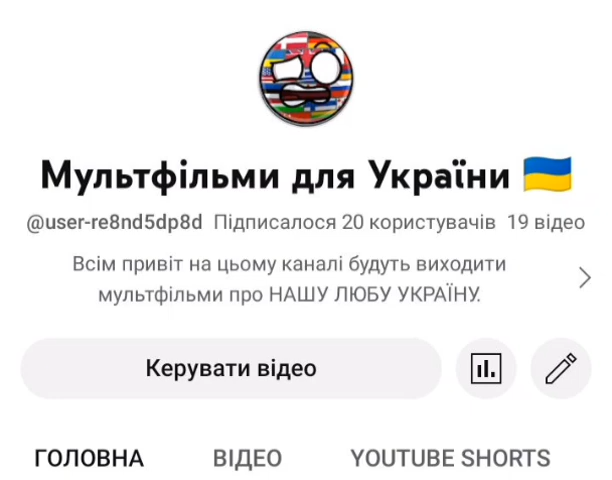 Мультфільми для України 🇺🇦
@user-re8nd5dp8d Підписалося 20 користувачів 19 відео
Всім привіт на цьому каналі будуть виходити
мультфільми про НАШУ ЛЮБУ УКРАЇНУ.
Керувати відео
ГОЛОВНА ВІДЕО YOUTUBE SHORTS